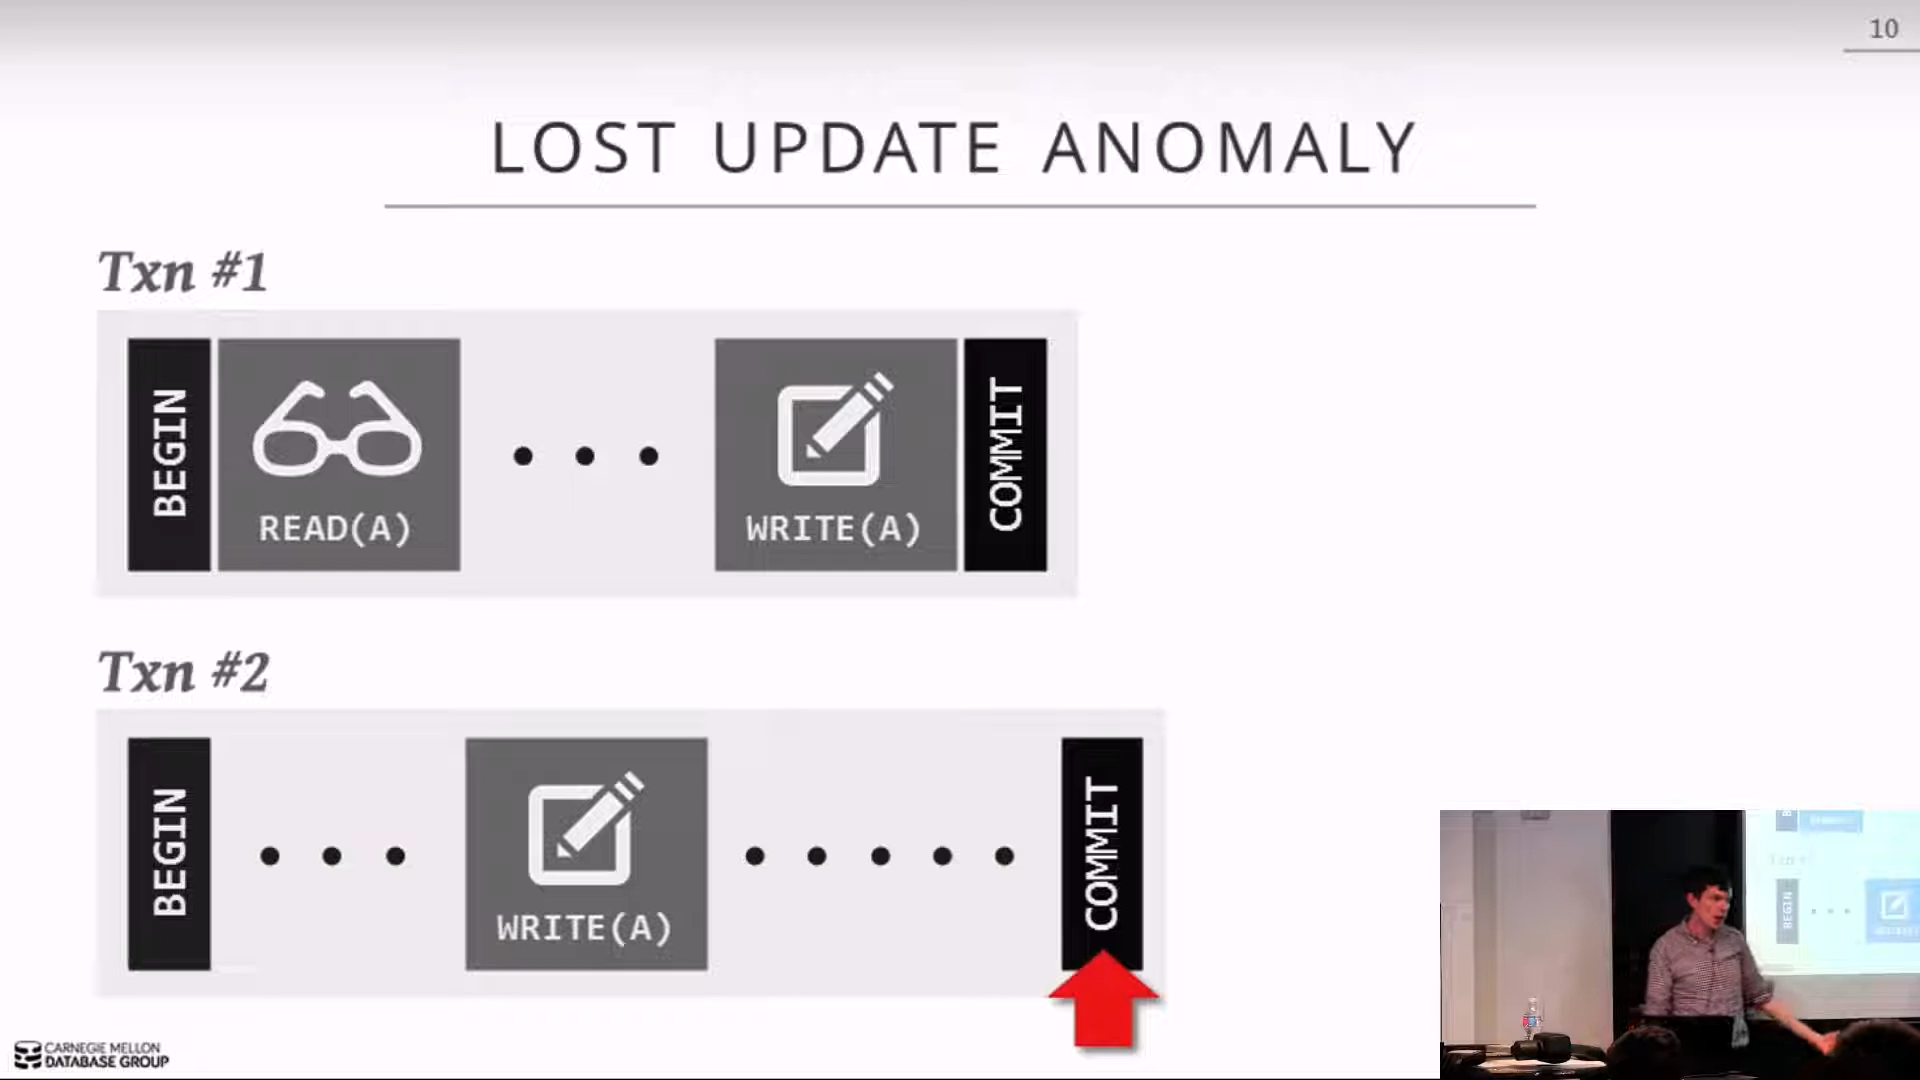 10
LOST UPDATE ANOMALY
Txn #1
BEGIN
READ(A)
WRITE(A)
COMMIT
Txn #2
BEGIN
WRITE(A)
COMMIT
BEGIN
CARNEGIE MELLON
DATABASE GROUP